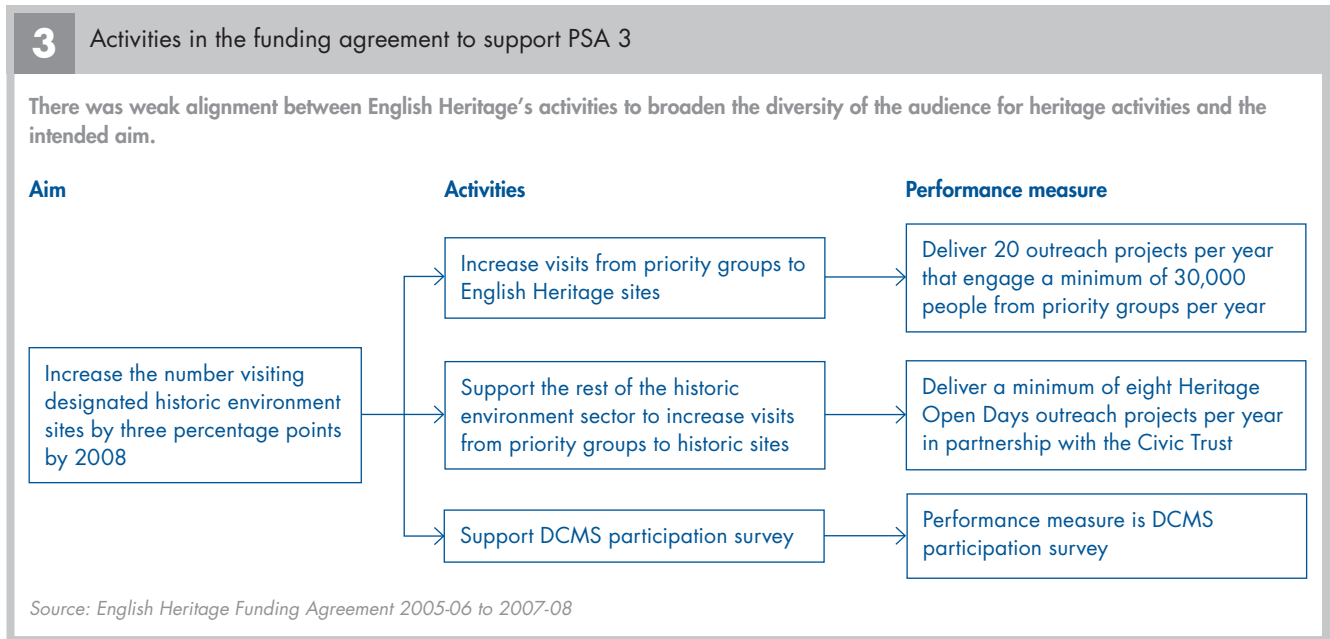 3 Activities in the funding agreement to support PSA 3
There was weak alignment between English Heritage’s activities to broaden the diversity of the audience for heritage activities and the
intended aim.
Aim
Activities
Performance measure
Increase the number visiting
designated historic environment
sites by three percentage points
by 2008
Increase visits from priority groups to
English Heritage sites
Deliver 20 outreach projects per year
that engage a minimum of 30,000
people from priority groups per year
Support the rest of the historic
environment sector to increase visits
from priority groups to historic sites
Deliver a minimum of eight Heritage
Open Days outreach projects per year
in partnership with the Civic Trust
Support DCMS participation survey
Performance measure is DCMS
participation survey
Source: English Heritage Funding Agreement 2005-06 to 2007-08